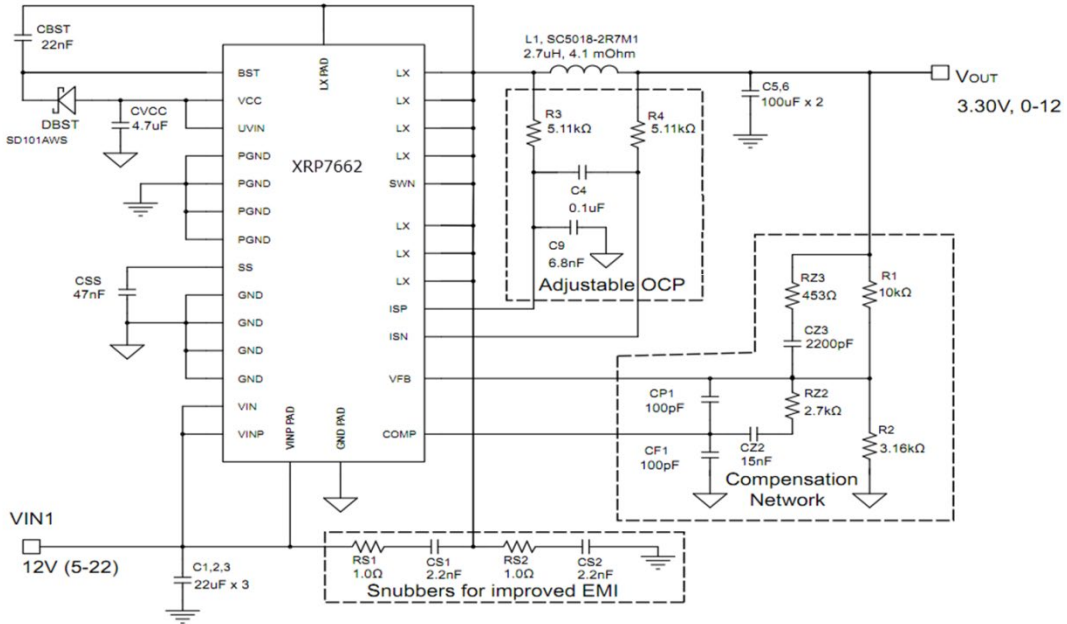 CBST
22nF
L1, SC5018-2R7M1
2.7uH, 4.1 mOhm
BST
LX PAD
LX
VOUT
3.30V, 0-12
C5,6
100uF x 2
DBST
SD101AWS
CVCC
4.7uF
VCC
LX
UVIN
LX
R3
5.11kΩ
R4
5.11kΩ
PGND
XRP7662
LX
PGND
SWN
C4
0.1uF
PGND
LX
PGND
LX
C9
6.8nF
CSS
47nF
SS
LX
Adjustable OCP
GND
ISP
RZ3
453Ω
R1
10kΩ
GND
ISN
GND
CZ3
2200pF
GND
VFB
CP1
100pF
RZ2
2.7kΩ
VIN
VINP
VINP PAD
GND PAD
COMP
CF1
100pF
CZ2
15nF
R2
3.16kΩ
Compensation
Network
VIN1
12V (5-22)
C1,2,3
22uF x 3
RS1
1.0Ω
CS1
2.2nF
RS2
1.0Ω
CS2
2.2nF
Snubbers for improved EMI